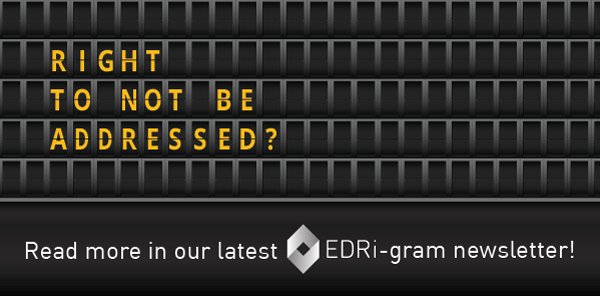 RIGHT
TO NOT BE
ADDRESSED?
Read more in our latest EDRi-gram newsletter!